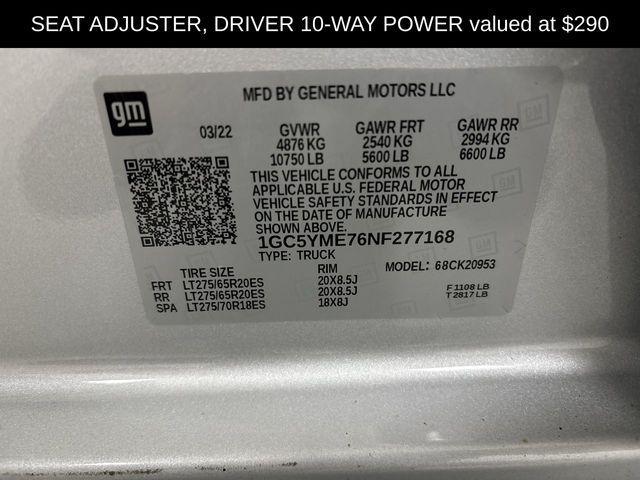 SEAT ADJUSTER, DRIVER 10-WAY POWER valued at $290
gm
MFD BY GENERAL MOTORS LLC
03/22 GVWR GAWR FRT GAWR RR
4876 KG 2540 KG 2994 KG
10750 LB 5600 LB 6600 LB
THIS VEHICLE CONFORMS TO ALL
APPLICABLE U.S. FEDERAL MOTOR
VEHICLE SAFETY STANDARDS IN EFFECT
ON THE DATE OF MANUFACTURE
SHOWN ABOVE.
1GC5YME76NF277168
TYPE: TRUCK
MODEL: 68CK20953
TIRE SIZE RIM
FRT LT275/65R20ES 20X8.5J
RR LT275/65R20ES 20X8.5J
SPA LT275/70R18ES 18X8J
F1108 LB
T2817 LB